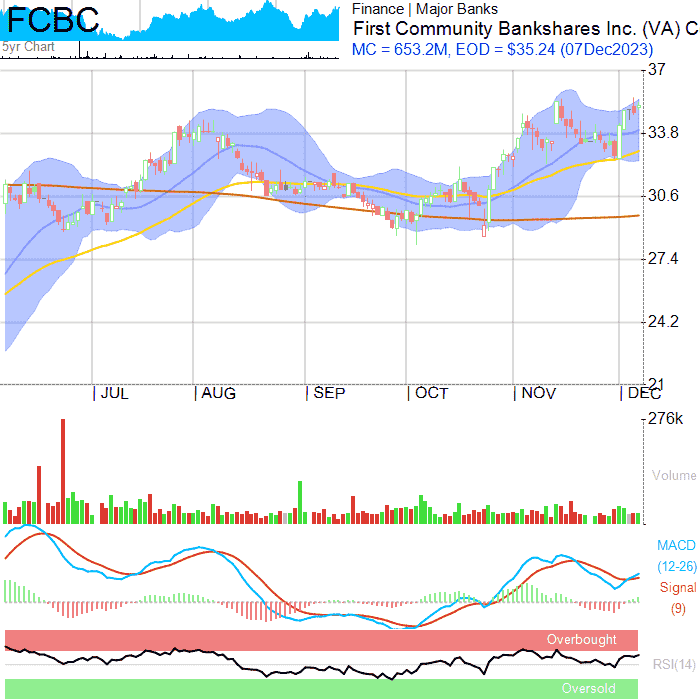 FCBC
5yr Chart
Finance | Major Banks
First Community Bankshares Inc. (VA) C
MC = 653.2M, EOD = $35.24 (07Dec2023)
37
33.8
30.6
27.4
24.2
21
JUL
AUG
SEP
OCT
NOV
DEC
276k
Volume
MACD
(12-26)
Signal
(9)
Overbought
RSI(14)
Oversold